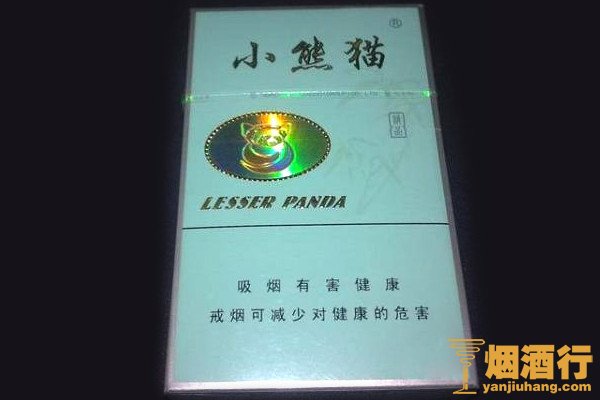 小熊猫
精品
LESSER PANDA
吸烟有害健康
戒烟可减少对健康的危害
烟酒行
yanjiuhang.com